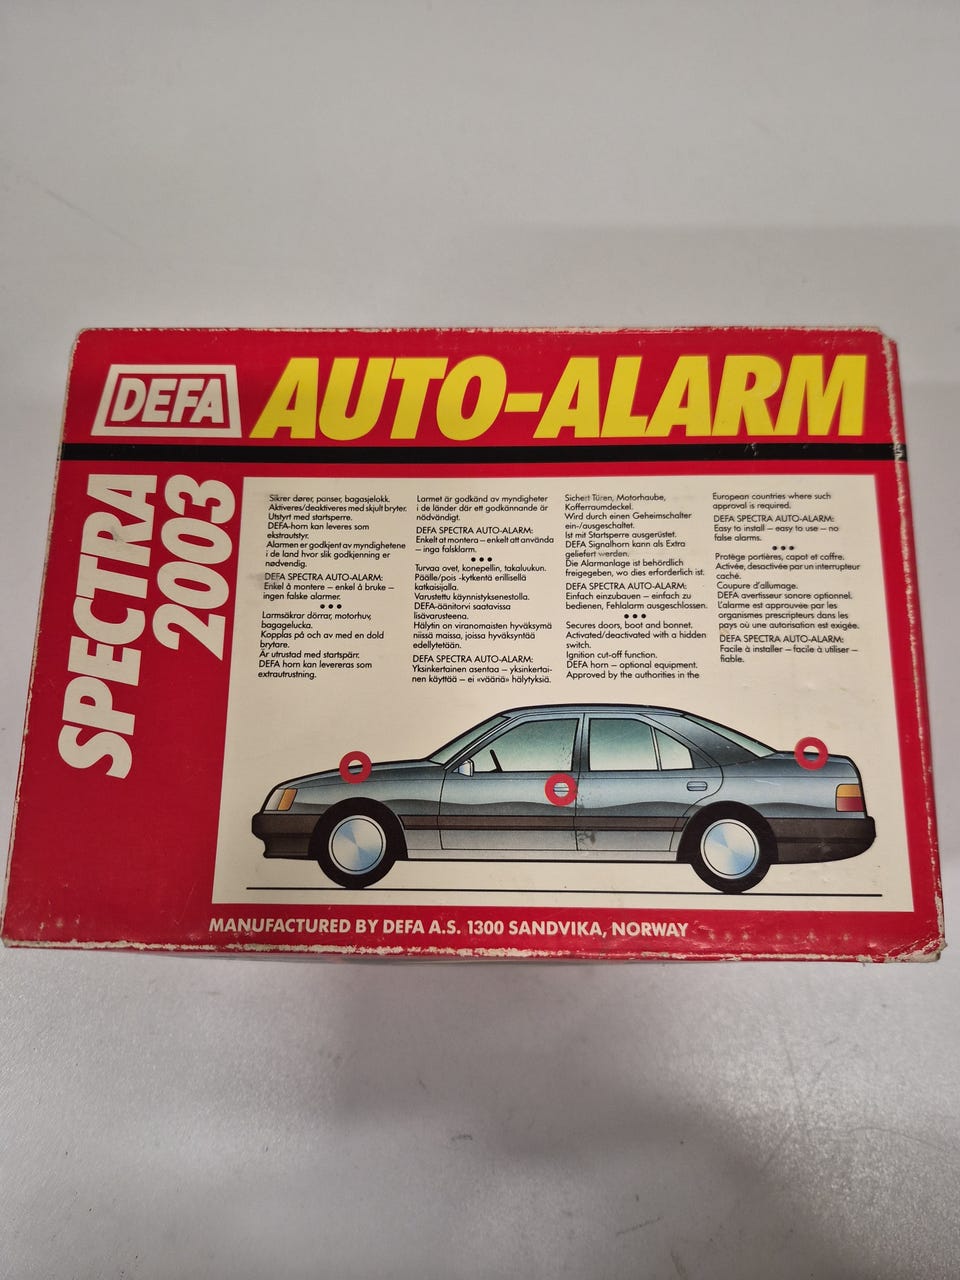 DEFA
AUTO-ALARM
SPECTRA
2003
Sikrer dører, panser, bagasjelokk.
Aktiveres/deaktiveres med skjult bryter.
Utstyrt med startsperre.
DEFA-horn kan leveres som
ekstrautstyr.
Alarmen er godkjent av myndighetene
i de land hvor slik godkjenning er
nødvendig.
DEFA SPECTRA AUTO-ALARM:
Enkel å montere – enkel å bruke –
ingen falske alarmer.
•••
Larmsäkrar dörrar, motorhuv,
bagagelucka.
Kopplas på och av med en dold
brytare.
Är utrustad med startspärr.
DEFA horn kan levereras som
extrautrustning.
Larmet är godkänd av myndigheter
i de länder där ett godkännande är
nödvändigt.
DEFA SPECTRA AUTO-ALARM:
Enkelt at montera – enkelt att använda
– inga falsklarm.
•••
Turvaa ovet, konepellin, takaluukun.
Päälle/pois -kytkentä erillisellä
katkaisijalla.
Varustettu käynnistyksenestolla.
DEFA-äänitorvi saatavissa
lisävarusteena.
Hälytin on viranomaisten hyväksymä
niissä maissa, joissa hyväksyntää
edellytetään.
DEFA SPECTRA AUTO-ALARM:
Yksinkertainen asentaa – yksinkertai-
nen käyttää – ei «vääriä» hälytyksiä.
Sichert Türen, Motorhaube,
Kofferraumdeckel.
Wird durch einen Geheimschalter
ein-/ausgeschaltet.
Ist mit Startsperre ausgerüstet.
DEFA Signalhorn kann als Extra
geliefert werden.
Die Alarmanlage ist behördlich
freigegeben, wo dies erforderlich ist.
DEFA SPECTRA AUTO-ALARM:
Einfach einzubauen – einfach zu
bedienen, Fehlalarm ausgeschlossen.
•••
Secures doors, boot and bonnet.
Activated/deactivated with a hidden
switch.
Ignition cut-off function.
DEFA horn – optional equipment.
Approved by the authorities in the
European countries where such
approval is required.
DEFA SPECTRA AUTO-ALARM:
Easy to install – easy to use – no
false alarms.
•••
Protège portières, capot et coffre.
Activée, desactivée par un interrupteur
caché.
Coupure d'allumage.
DEFA avertisseur sonore optionnel.
L'alarme est approuvée par les
organismes prescripteurs dans les
pays où une autorisation est exigée.
DEFA SPECTRA AUTO-ALARM:
Facile à installer – facile à utiliser –
fiable.
MANUFACTURED BY DEFA A.S. 1300 SANDVIKA, NORWAY